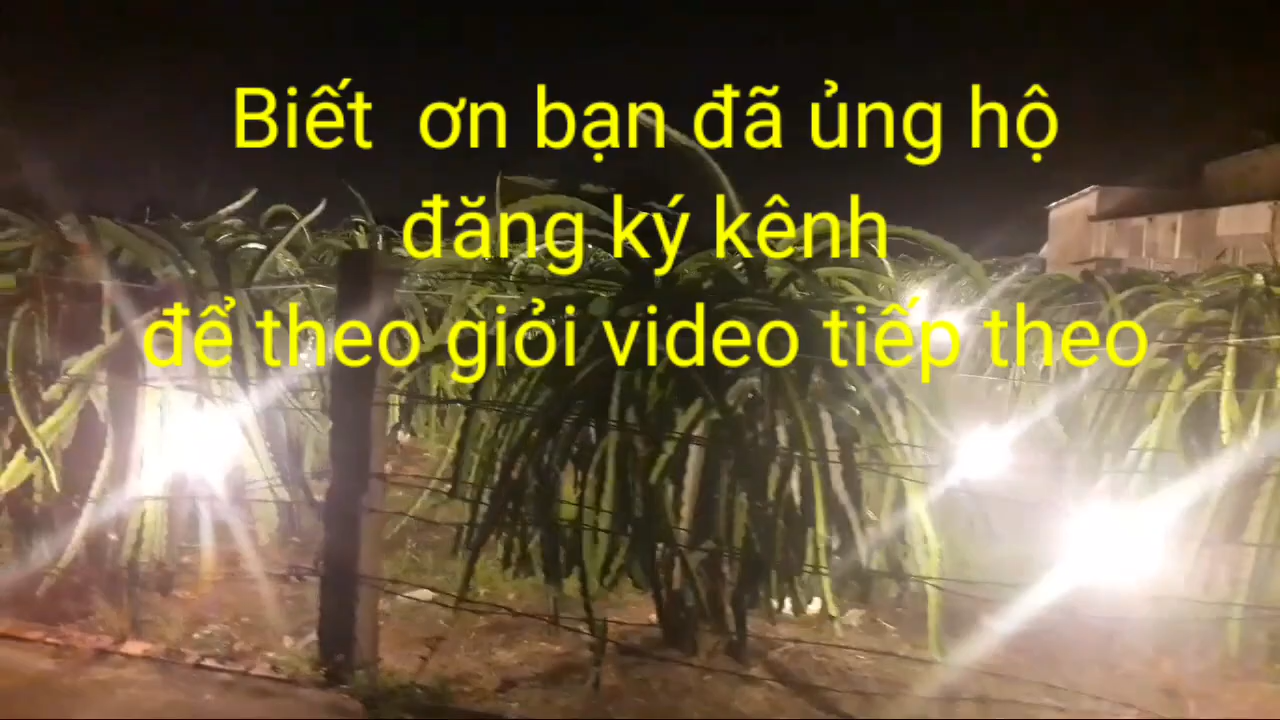 Biết ơn bạn đã ủng hộ
đăng ký kênh
để theo giỏi video tiếp theo